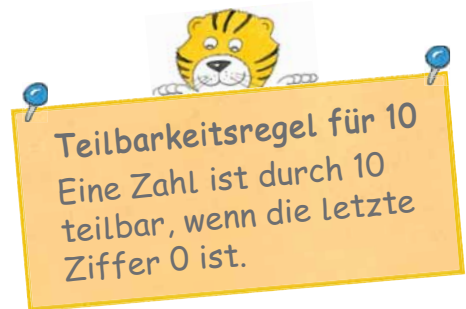 Teilbarkeitsregel für 10
Eine Zahl ist durch 10
teilbar, wenn die letzte
Ziffer 0 ist.